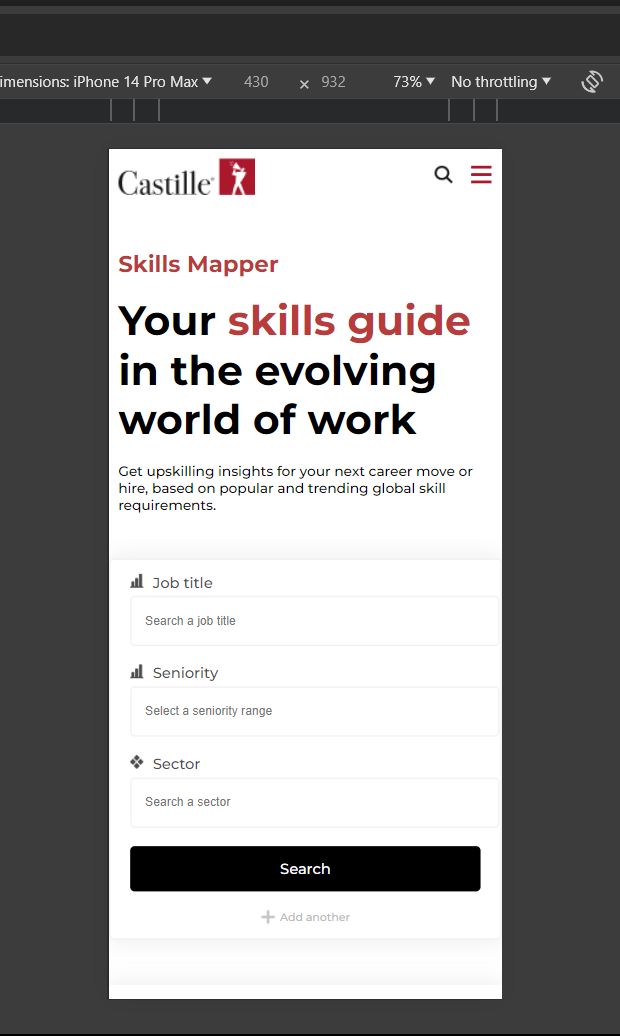 imensions: iPhone 14 Pro Max 430 × 932 73% No throttling
Castille
Skills Mapper
Your skills guide
in the evolving
world of work
Get upskilling insights for your next career move or
hire, based on popular and trending global skill
requirements.
Job title
Search a job title
Seniority
Select a seniority range
Sector
Search a sector
Search
Add another